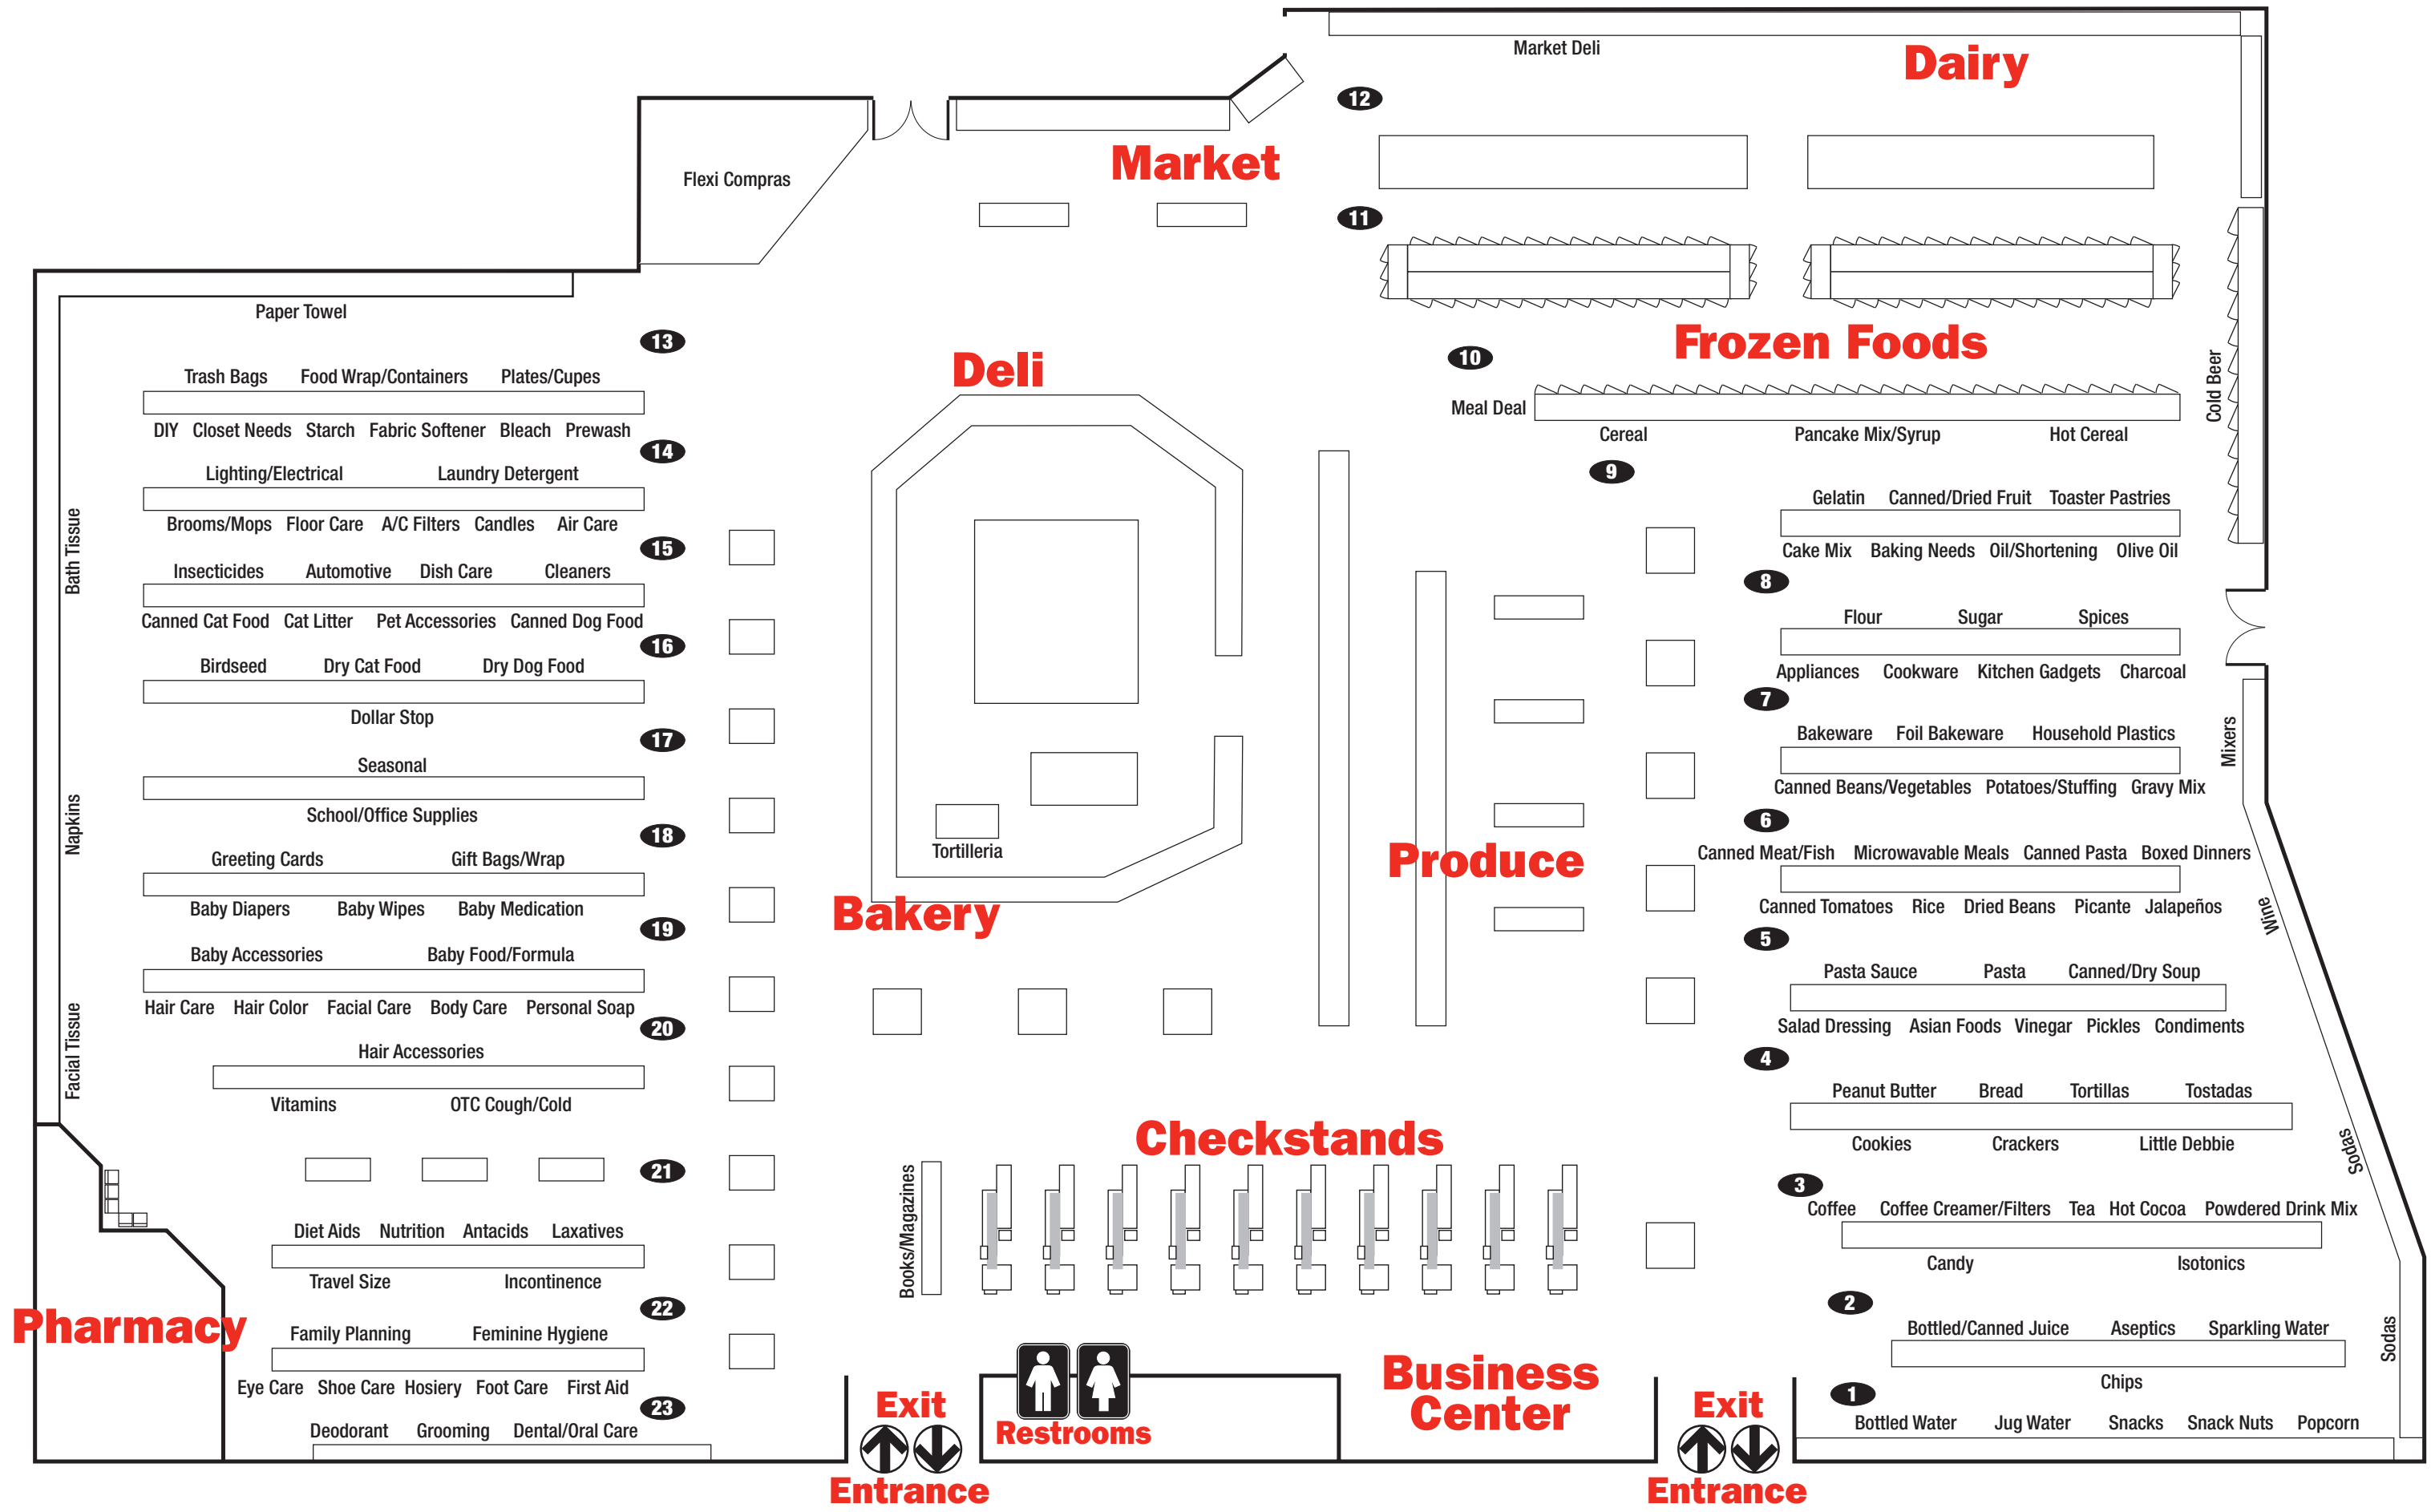 Market Deli
Dairy
12
Market
Flexi Compras
11
Paper Towel
13
Frozen Foods
10
Deli
Cold Beer
Trash Bags Food Wrap/Containers Plates/Cupes
Meal Deal
DIY Closet Needs Starch Fabric Softener Bleach Prewash
Cereal Pancake Mix/Syrup Hot Cereal
14
9
Lighting/Electrical Laundry Detergent
Gelatin Canned/Dried Fruit Toaster Pastries
Brooms/Mops Floor Care A/C Filters Candles Air Care
Cake Mix Baking Needs Oil/Shortening Olive Oil
Bath Tissue
15
8
Insecticides Automotive Dish Care Cleaners
Canned Cat Food Cat Litter Pet Accessories Canned Dog Food
Flour Sugar Spices
16
Birdseed Dry Cat Food Dry Dog Food
Appliances Cookware Kitchen Gadgets Charcoal
7
Dollar Stop
17
Bakeware Foil Bakeware Household Plastics
Mixers
Seasonal
Canned Beans/Vegetables Potatoes/Stuffing Gravy Mix
School/Office Supplies
Napkins
18
6
Tortilleria
Produce
Greeting Cards Gift Bags/Wrap
Canned Meat/Fish Microwavable Meals Canned Pasta Boxed Dinners
Baby Diapers Baby Wipes Baby Medication
Canned Tomatoes Rice Dried Beans Picante Jalapeños
Wine
Bakery
19
5
Baby Accessories Baby Food/Formula
Pasta Sauce Pasta Canned/Dry Soup
Hair Care Hair Color Facial Care Body Care Personal Soap
Salad Dressing Asian Foods Vinegar Pickles Condiments
20
Facial Tissue
4
Hair Accessories
Peanut Butter Bread Tortillas Tostadas
Vitamins OTC Cough/Cold
Checkstands
Cookies Crackers Little Debbie
Sodas
21
3
Coffee Coffee Creamer/Filters Tea Hot Cocoa Powdered Drink Mix
Books/Magazines
Diet Aids Nutrition Antacids Laxatives
Candy Isotonics
Travel Size Incontinence
22
2
Pharmacy
Family Planning Feminine Hygiene
Bottled/Canned Juice Aseptics Sparkling Water
Sodas
Eye Care Shoe Care Hosiery Foot Care First Aid
Chips
Business
Center
23
1
Exit
Exit
Deodorant Grooming Dental/Oral Care
Restrooms
Bottled Water Jug Water Snacks Snack Nuts Popcorn
Entrance
Entrance